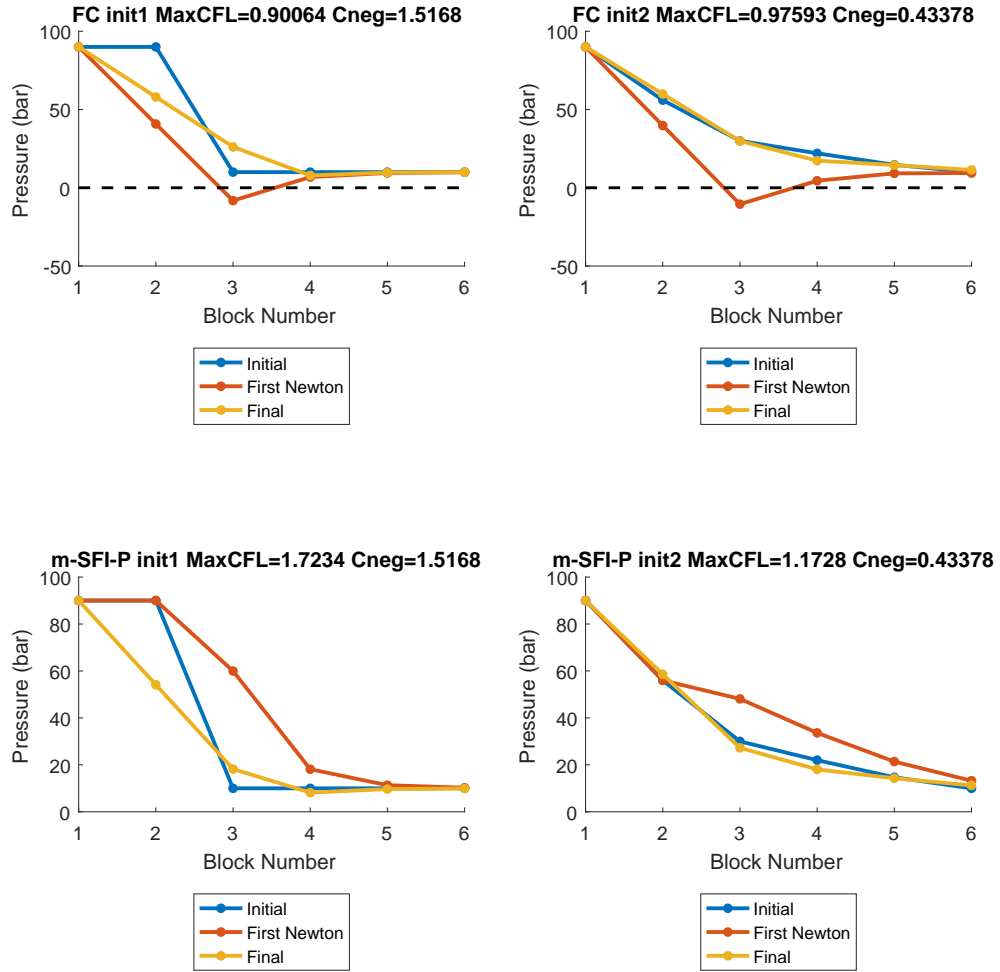 FC init1 MaxCFL=0.90064 Cneg=1.5168
100
50
0
-50
Pressure (bar)
1 2 3 4 5 6
Block Number
Initial
First Newton
Final
FC init2 MaxCFL=0.97593 Cneg=0.43378
100
50
0
-50
Pressure (bar)
1 2 3 4 5 6
Block Number
Initial
First Newton
Final
m-SFI-P init1 MaxCFL=1.7234 Cneg=1.5168
100
80
60
40
20
0
Pressure (bar)
1 2 3 4 5 6
Block Number
Initial
First Newton
Final
m-SFI-P init2 MaxCFL=1.1728 Cneg=0.43378
100
80
60
40
20
0
Pressure (bar)
1 2 3 4 5 6
Block Number
Initial
First Newton
Final